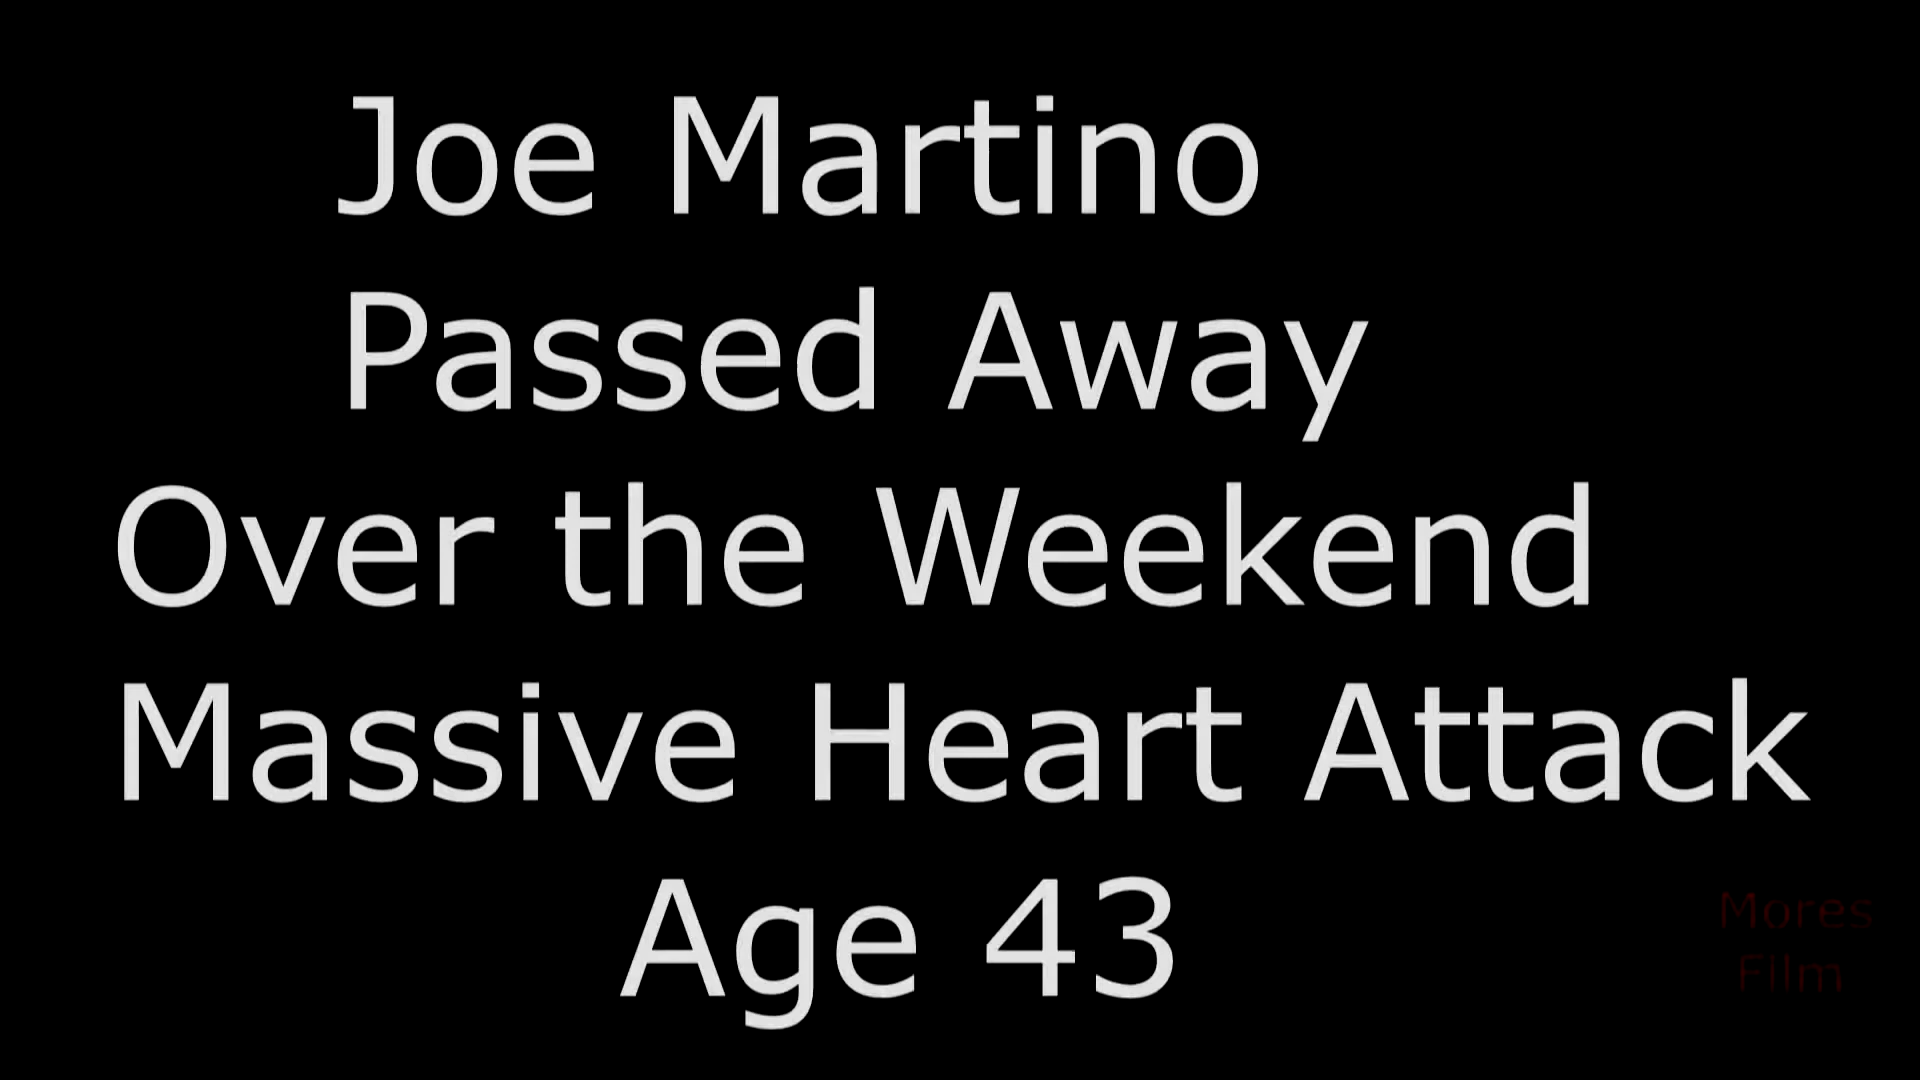 Joe Martino
Passed Away
Over the Weekend
Massive Heart Attack
Age 43
Mores
Film